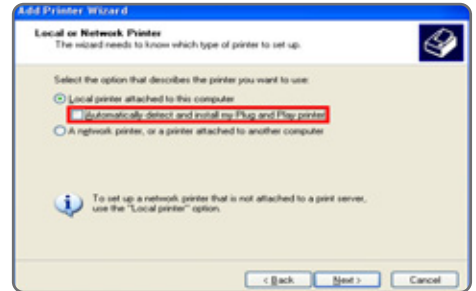 Add Printer Wizard
Local or Network Printer
The wizard needs to know which type of printer to set up.
Select the option that describes the printer you want to use:
Local printer attached to this computer
Automatically detect and install my Plug and Play printer
A network printer, or a printer attached to another computer
To set up a network printer that is not attached to a print server,
use the "Local printer" option.
< Back
Next >
Cancel